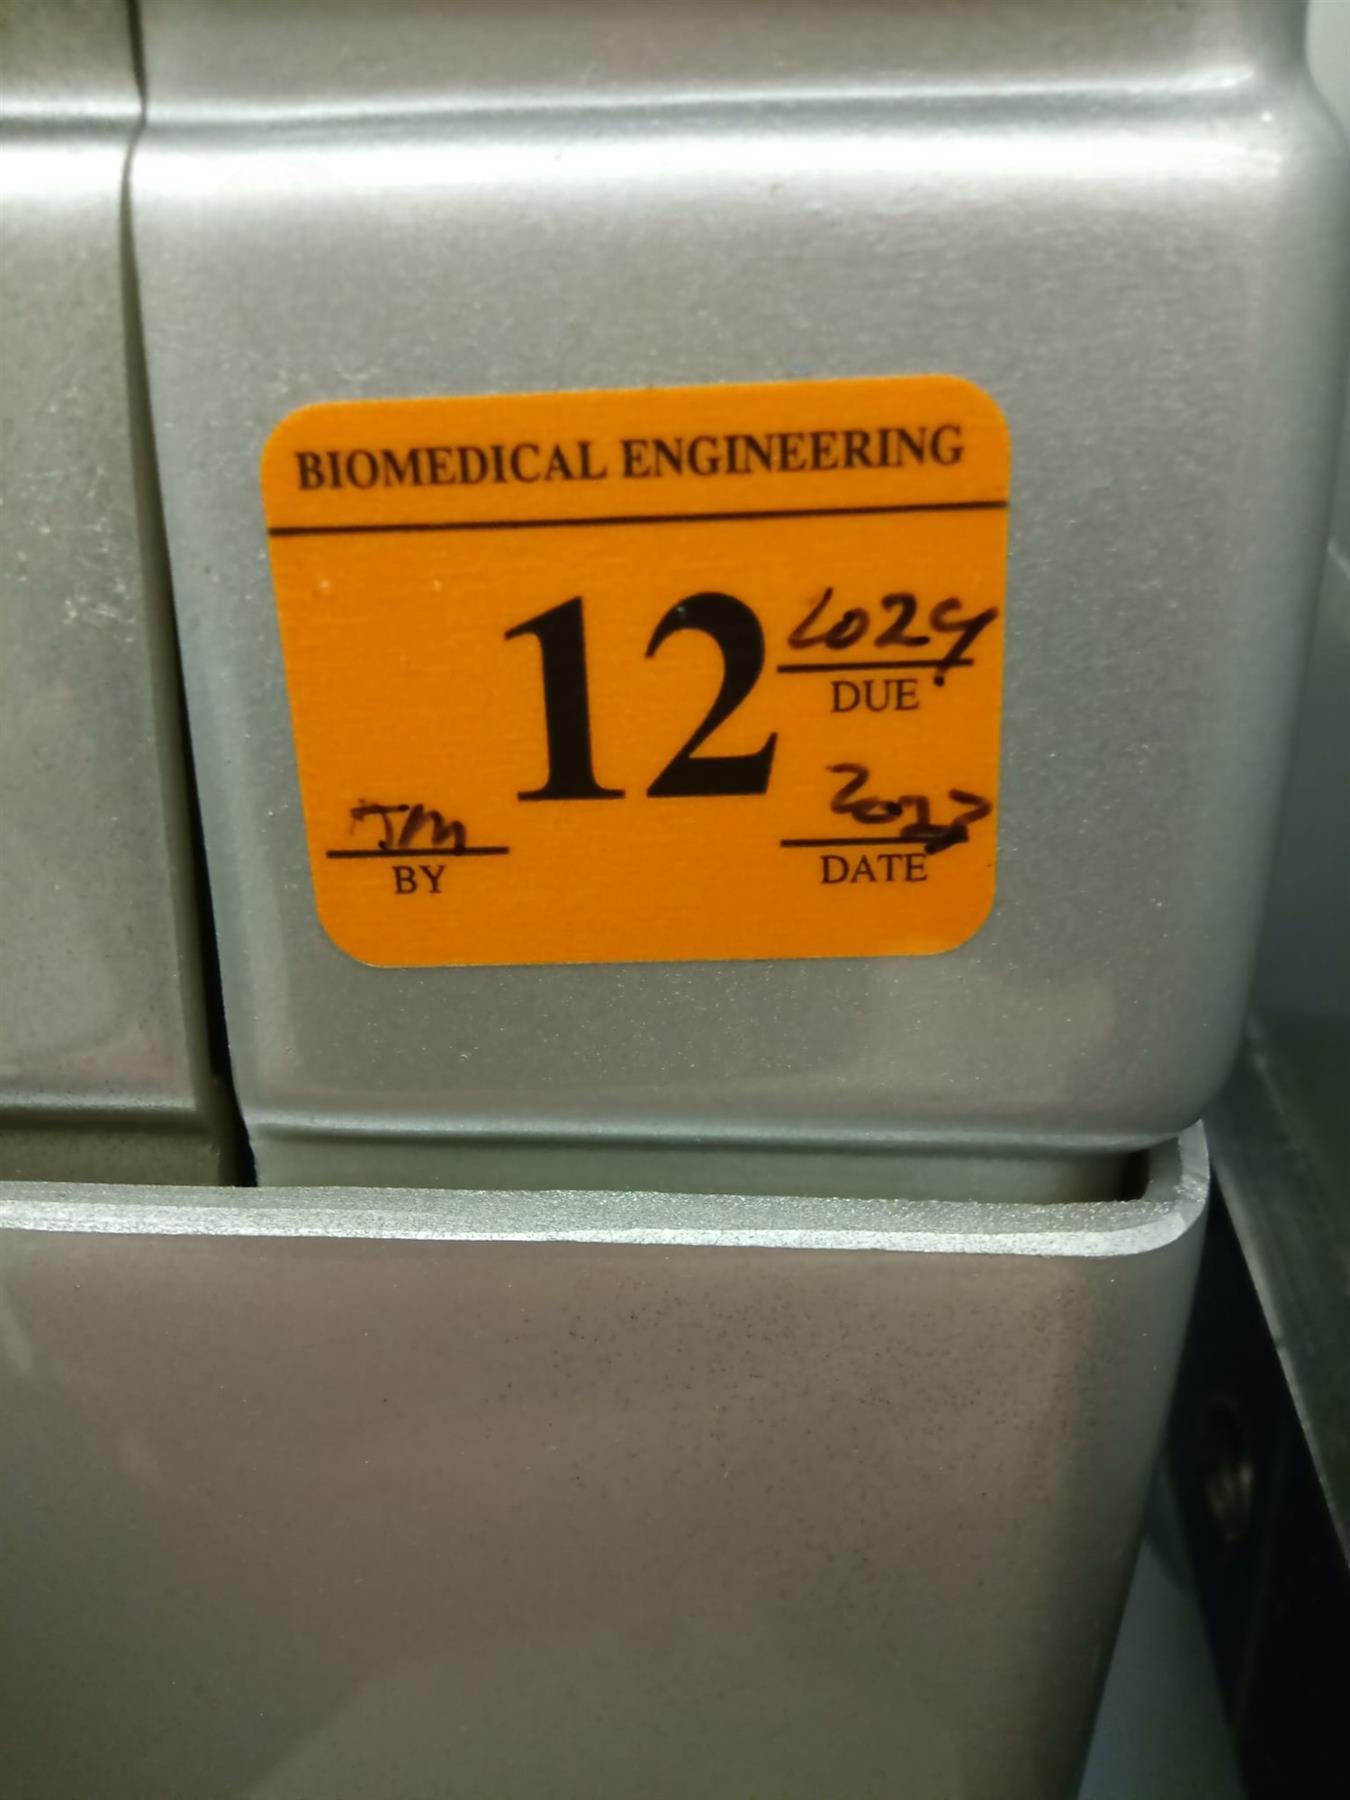 BIOMEDICAL ENGINEERING
12
2024
DUE
2023
DATE
JM
BY